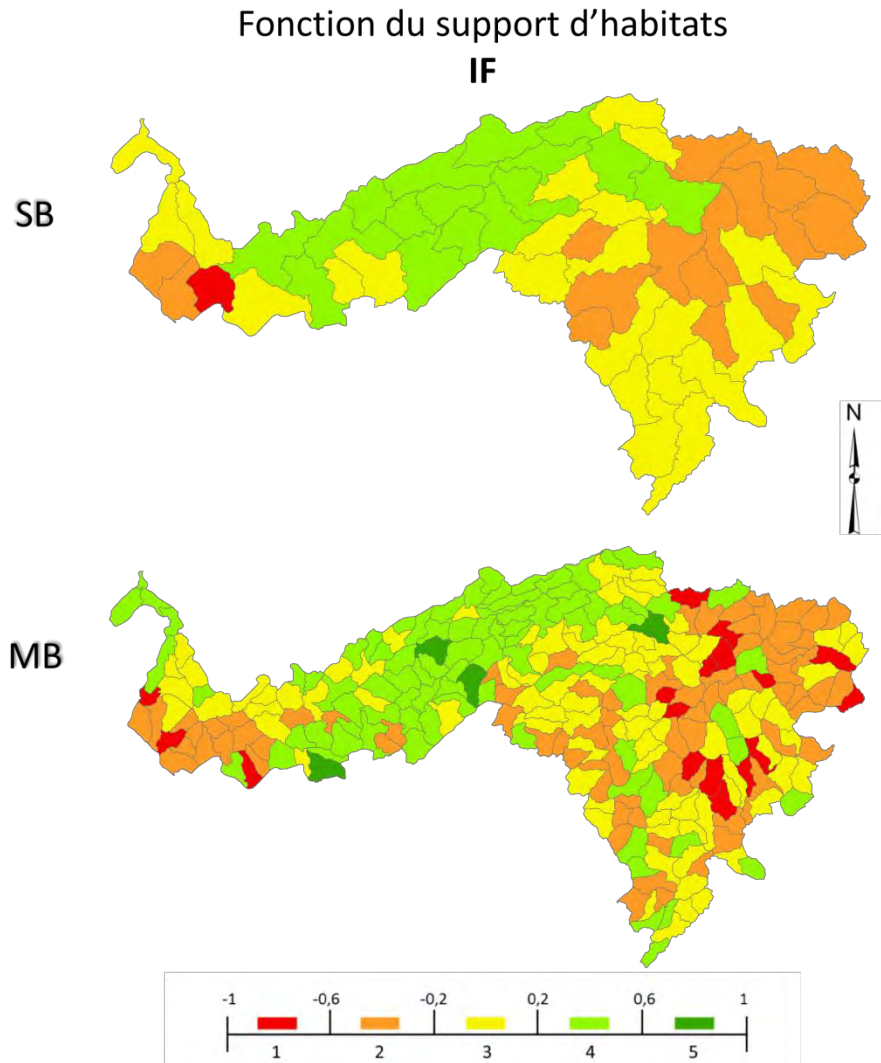 Fonction du support d’habitats
IF
SB
N
MB
-1 -0,6 -0,2 0,2 0,6 1
1 2 3 4 5